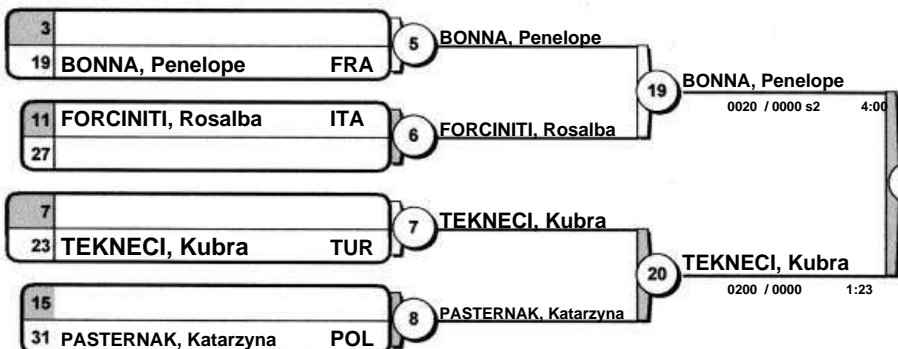 3
19 BONNA, Penelope FRA
5
BONNA, Penelope
11 FORCINITI, Rosalba ITA
27
6
FORCINITI, Rosalba
19
BONNA, Penelope
0020 / 0000 s2 4:00
7
23 TEKNECI, Kubra TUR
7
TEKNECI, Kubra
15
31 PASTERNAK, Katarzyna POL
8
PASTERNAK, Katarzyna
20
TEKNECI, Kubra
0200 / 0000 1:23